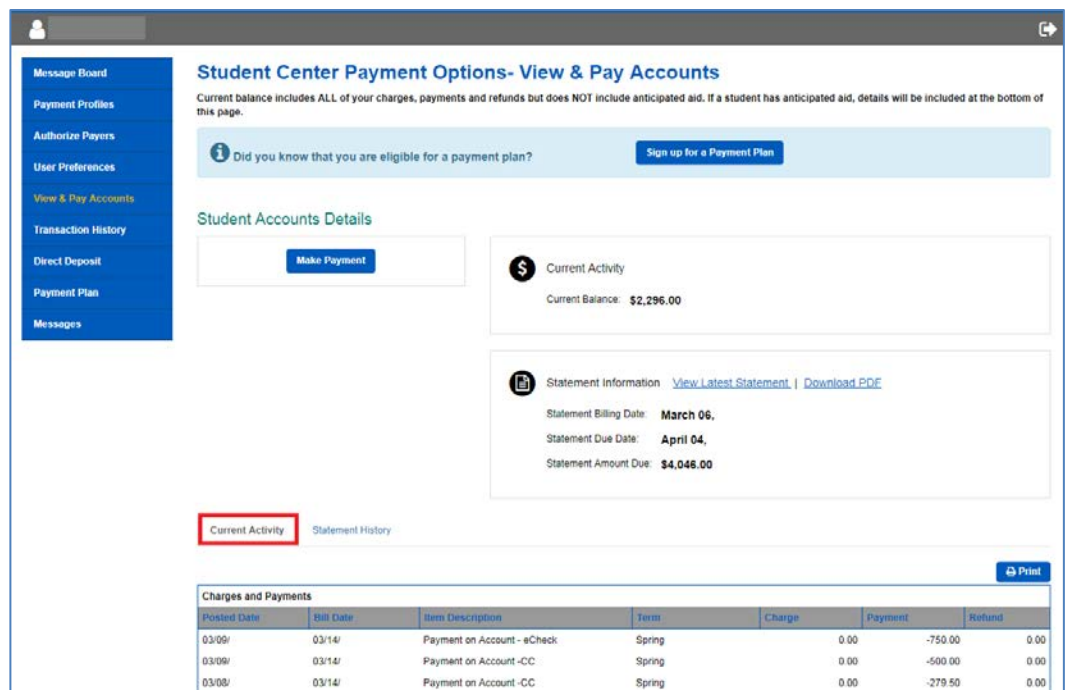 Message Board
Payment Profiles
Authorize Payers
User Preferences
View & Pay Accounts
Transaction History
Direct Deposit
Payment Plan
Messages
Student Center Payment Options- View & Pay Accounts
Current balance includes ALL of your charges, payments and refunds but does NOT include anticipated aid. If a student has anticipated aid, details will be included at the bottom of
this page.
Did you know that you are eligible for a payment plan? Sign up for a Payment Plan
Student Accounts Details
Make Payment
Current Activity
Current Balance: $2,296.00
Statement Information View Latest Statement | Download PDF
Statement Billing Date: March 06,
Statement Due Date: April 04,
Statement Amount Due: $4,046.00
Current Activity Statement History
Print
Charges and Payments
Posted Date Bill Date Item Description Term Charge Payment Refund
03/09/ 03/14/ Payment on Account - eCheck Spring 0.00 -750.00 0.00
03/09/ 03/14/ Payment on Account -CC Spring 0.00 -500.00 0.00
03/08/ 03/14/ Payment on Account -CC Spring 0.00 -279.50 0.00